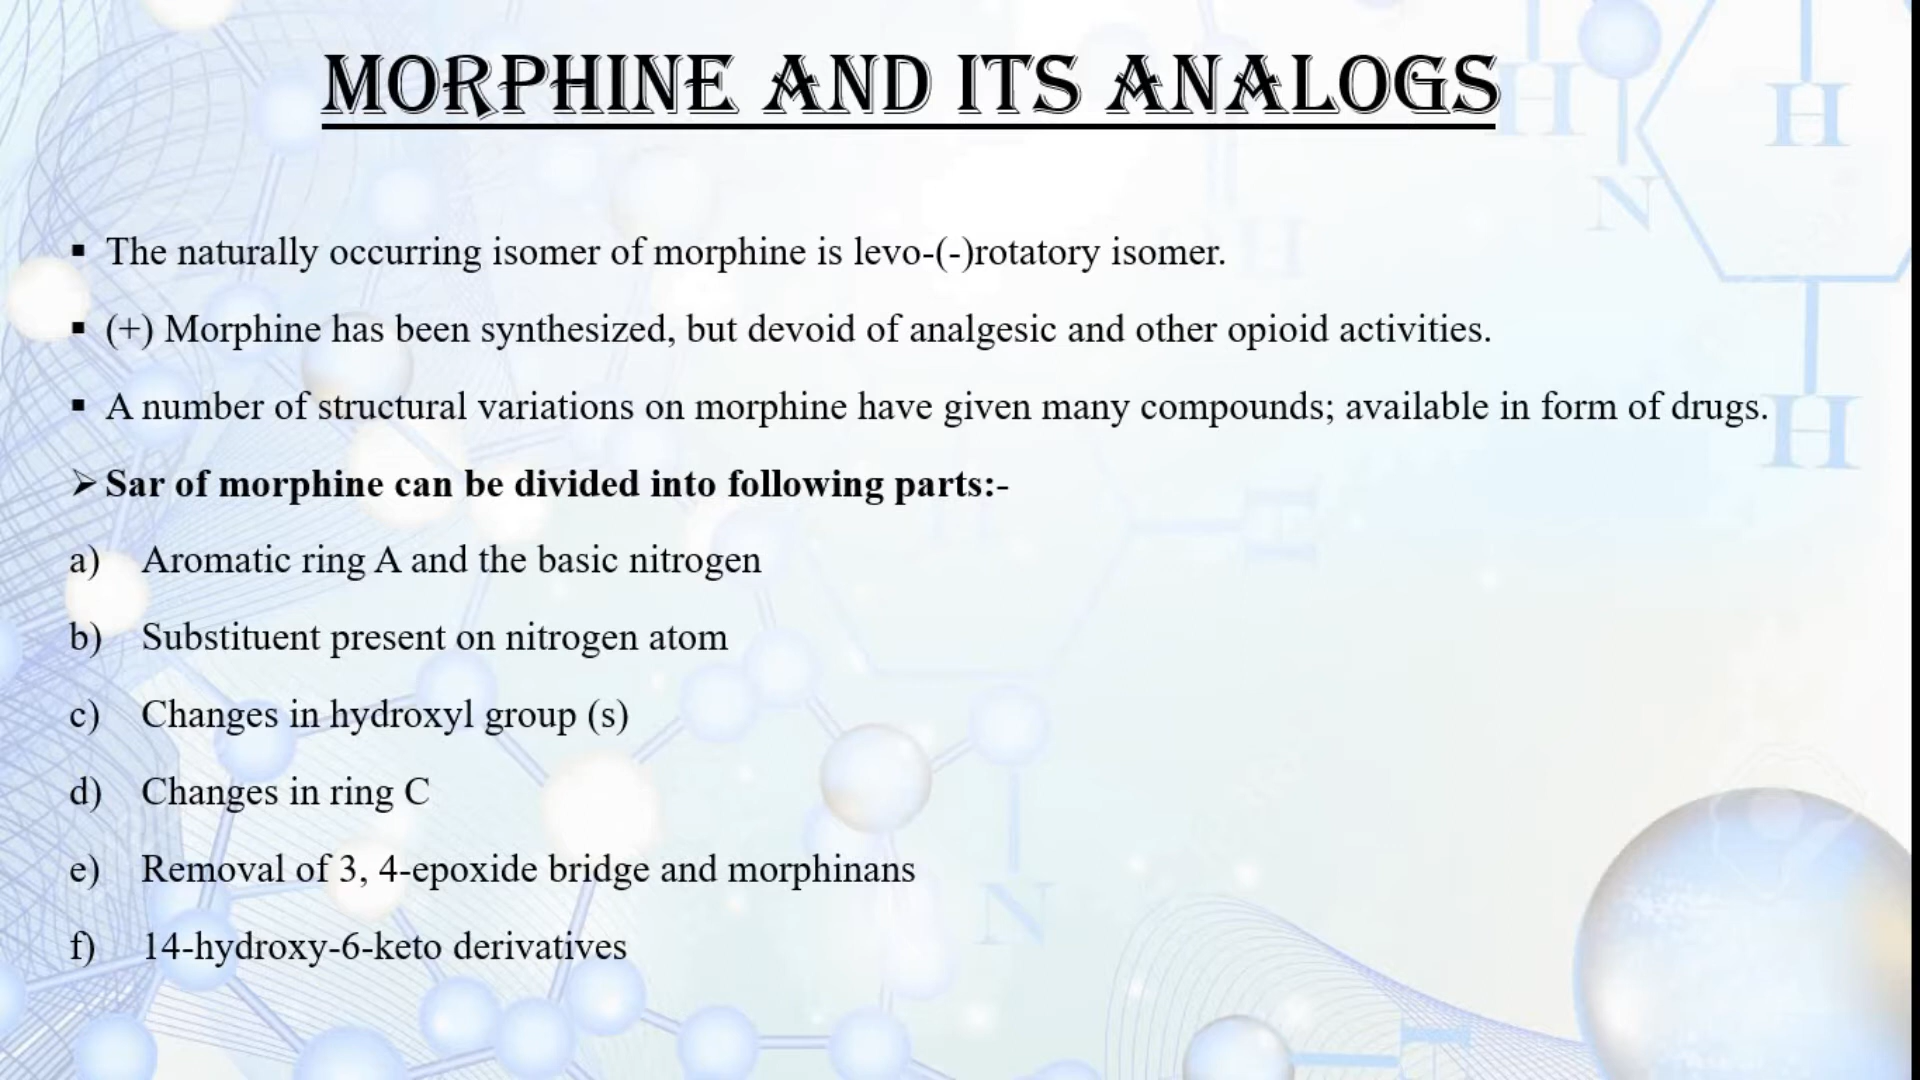 MORPHINE AND ITS ANALOGS
▪ The naturally occurring isomer of morphine is levo-(-)rotatory isomer.
▪ (+) Morphine has been synthesized, but devoid of analgesic and other opioid activities.
▪ A number of structural variations on morphine have given many compounds; available in form of drugs.
➢ Sar of morphine can be divided into following parts:-
a) Aromatic ring A and the basic nitrogen
b) Substituent present on nitrogen atom
c) Changes in hydroxyl group (s)
d) Changes in ring C
e) Removal of 3, 4-epoxide bridge and morphinans
f) 14-hydroxy-6-keto derivatives
H
H
N
H
H
H
N